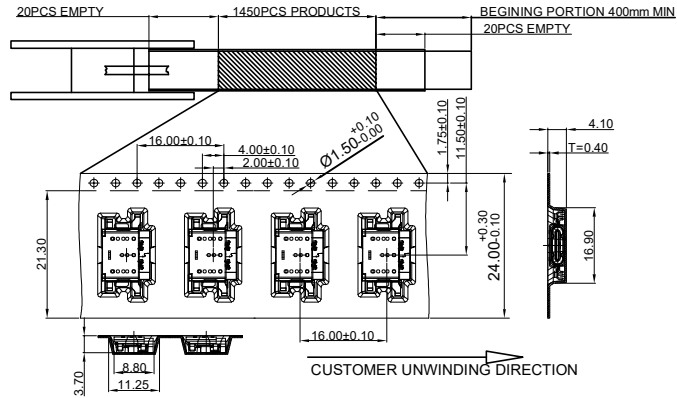 20PCS EMPTY
1450PCS PRODUCTS
BEGINING PORTION 400mm MIN
20PCS EMPTY
16.00±0.10
4.00±0.10
2.00±0.10
Ø1.50+0.10-0.00
1.75±0.10
11.50±0.10
4.10
T=0.40
21.30
24.00+0.30-0.10
16.90
16.00±0.10
3.70
8.80
11.25
CUSTOMER UNWINDING DIRECTION